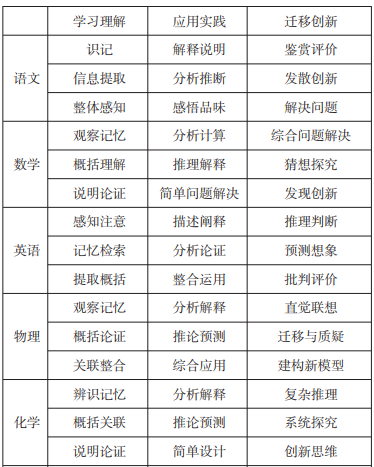 学习理解 应用实践 迁移创新
识记 解释说明 鉴赏评价
语文 信息提取 分析推断 发散创新
整体感知 感悟品味 解决问题
观察记忆 分析计算 综合问题解决
数学 概括理解 推理解释 猜想探究
说明论证 简单问题解决 发现创新
感知注意 描述阐释 推理判断
英语 记忆检索 分析论证 预测想象
提取概括 整合运用 批判评价
观察记忆 分析解释 直觉联想
物理 概括论证 推论预测 迁移与质疑
关联整合 综合应用 建构新模型
辨识记忆 分析解释 复杂推理
化学 概括关联 推论预测 系统探究
说明论证 简单设计 创新思维